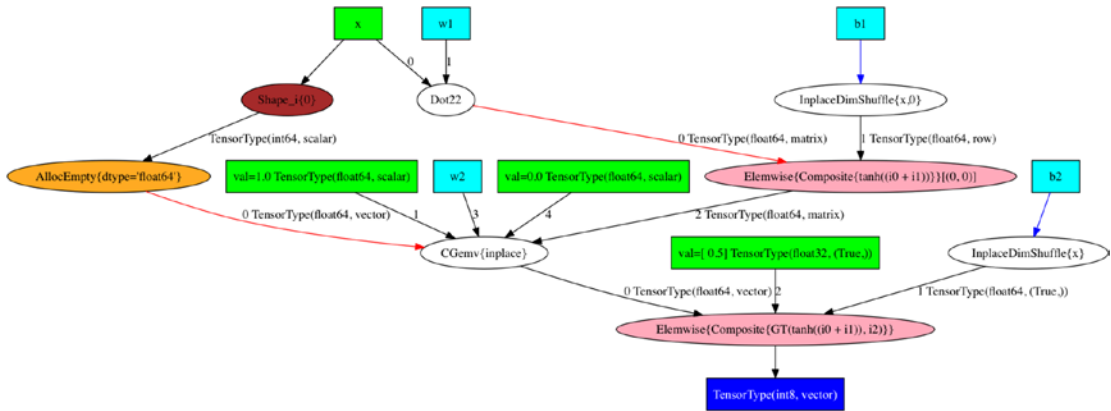 x
w1
b1
0
1
Shape_i{0}
Dot22
InplaceDimShuffle{x,0}
TensorType(int64, scalar)
0 TensorType(float64, matrix)
1 TensorType(float64, row)
AllocEmpty{dtype='float64'}
val=1.0 TensorType(float64, scalar)
w2
val=0.0 TensorType(float64, scalar)
Elemwise{Composite{tanh((i0 + i1))}}[(0, 0)]
b2
0 TensorType(float64, vector)
1
3
4
2 TensorType(float64, matrix)
CGemv{inplace}
val=[ 0.5] TensorType(float32, (True,))
InplaceDimShuffle{x}
0 TensorType(float64, vector)
2
1 TensorType(float64, (True,))
Elemwise{Composite{GT(tanh((i0 + i1)), i2)}}
TensorType(int8, vector)